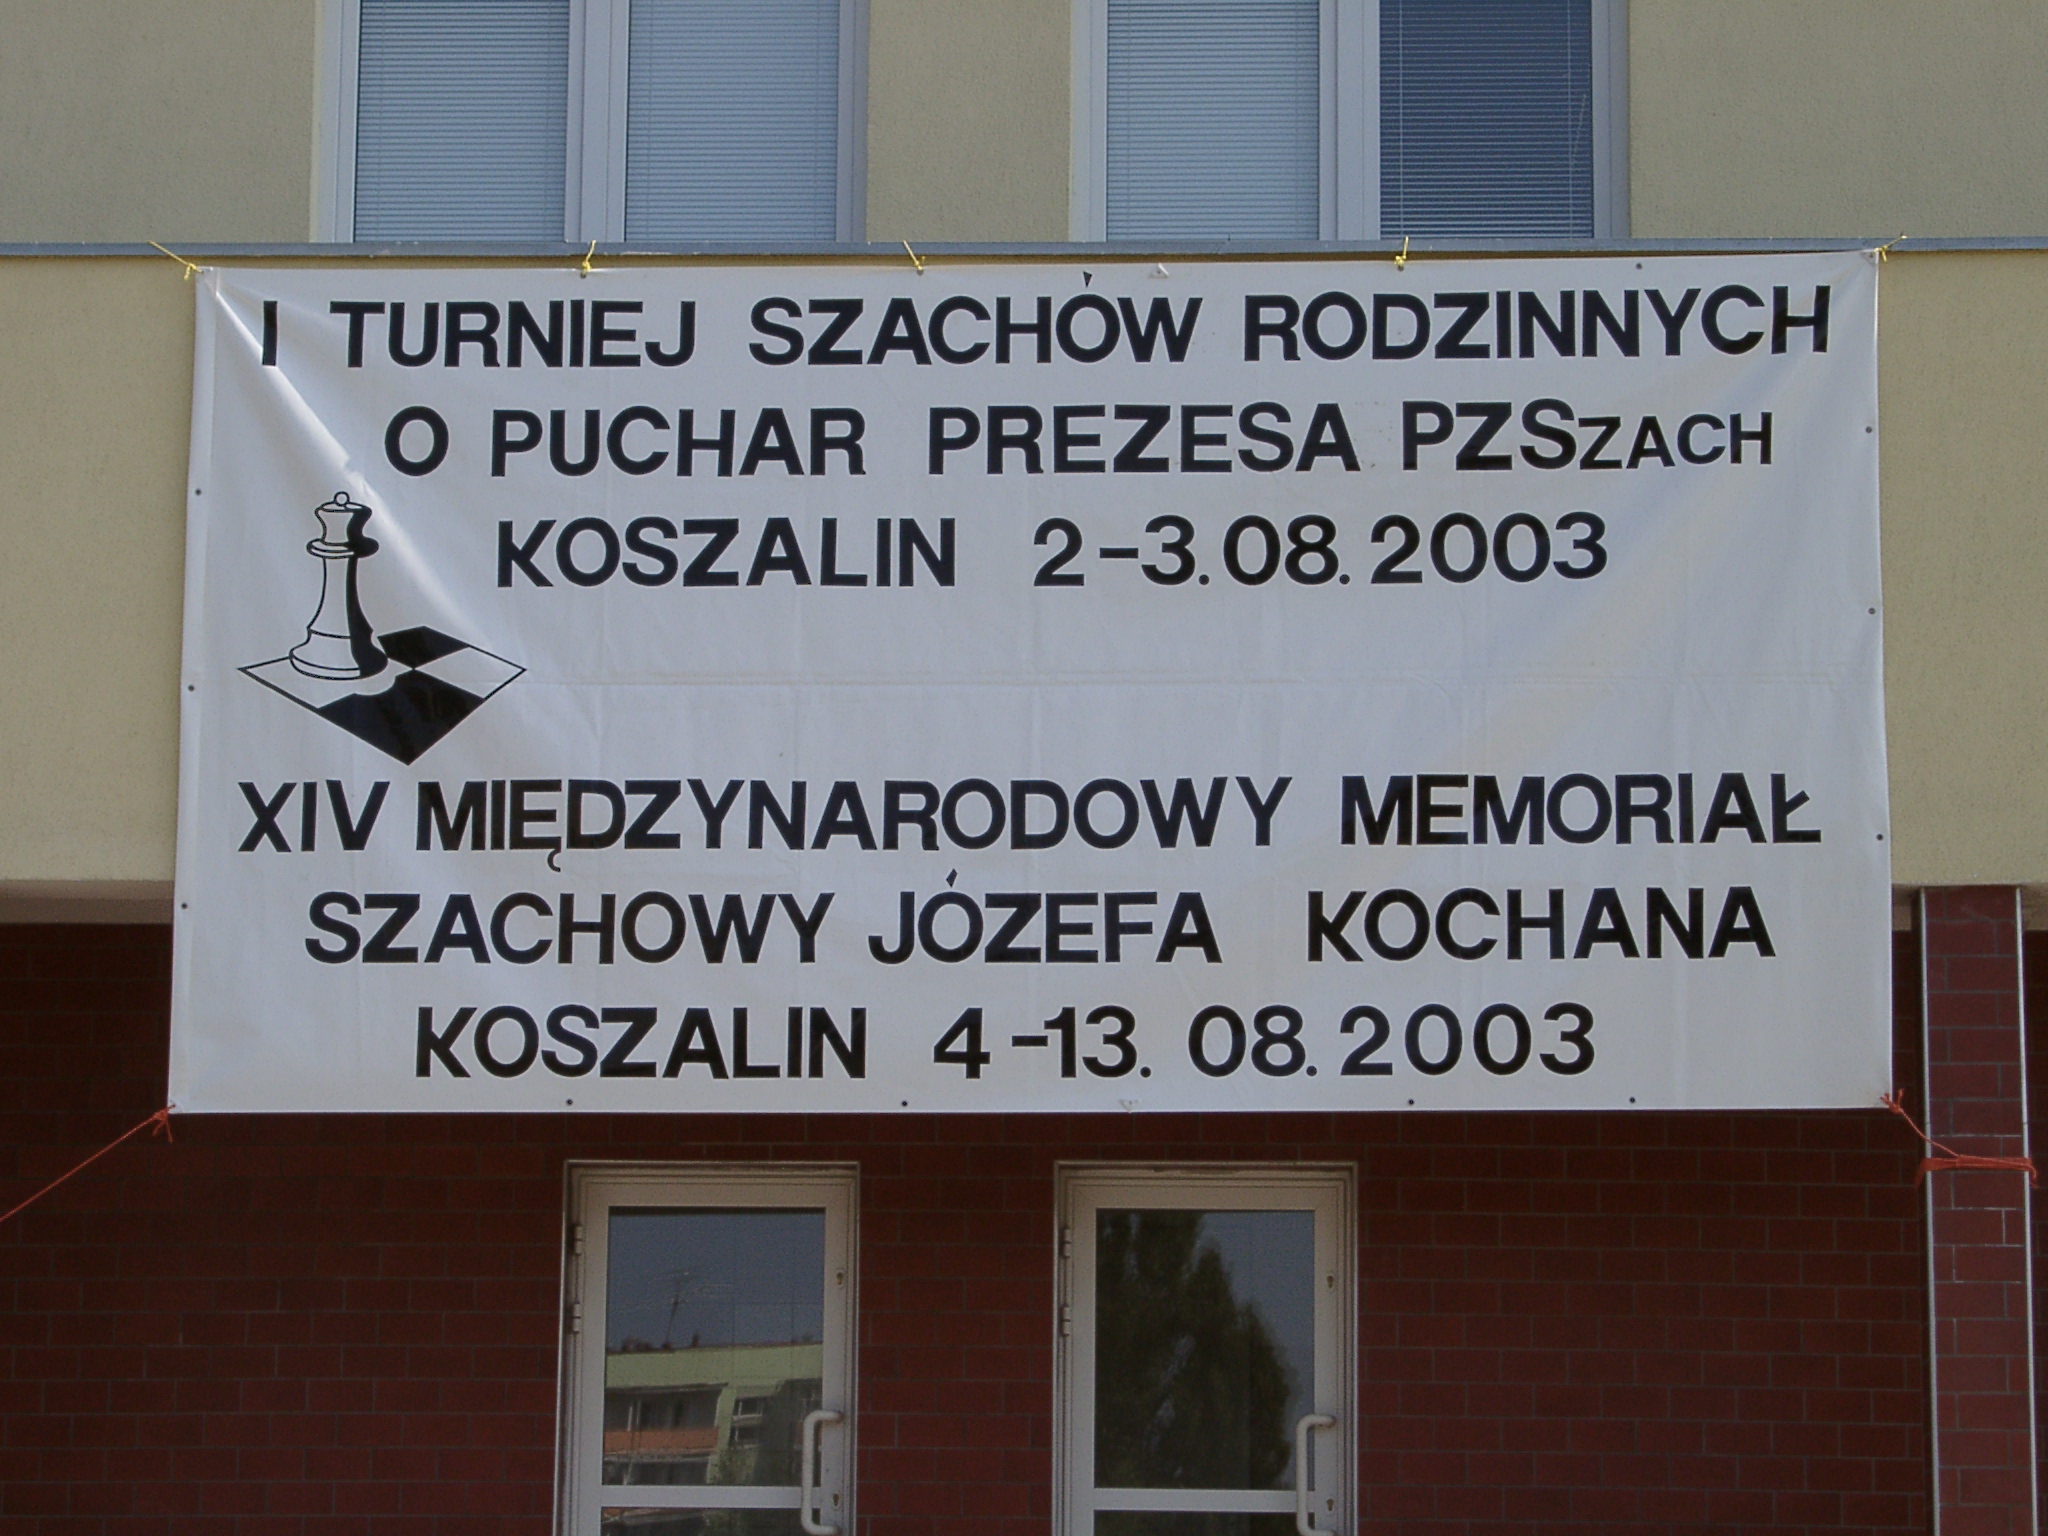 I TURNIEJ SZACHÓW RODZINNYCH
O PUCHAR PREZESA PZSZACH
KOSZALIN 2-3.08.2003
XIV MIĘDZYNARODOWY MEMORIAŁ
SZACHOWY JÓZEFA KOCHANA
KOSZALIN 4-13. 08.2003